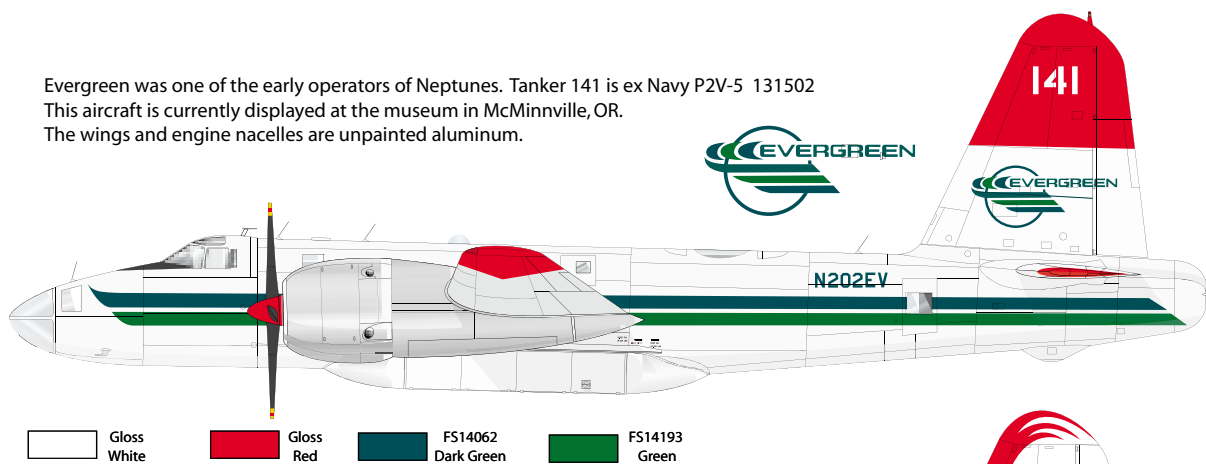 Evergreen was one of the early operators of Neptunes. Tanker 141 is ex Navy P2V-5 131502
This aircraft is currently displayed at the museum in McMinnville, OR.
The wings and engine nacelles are unpainted aluminum.
141
EVERGREEN
EVERGREEN
N202EV
Gloss
White
Gloss
Red
FS14062
Dark Green
FS14193
Green